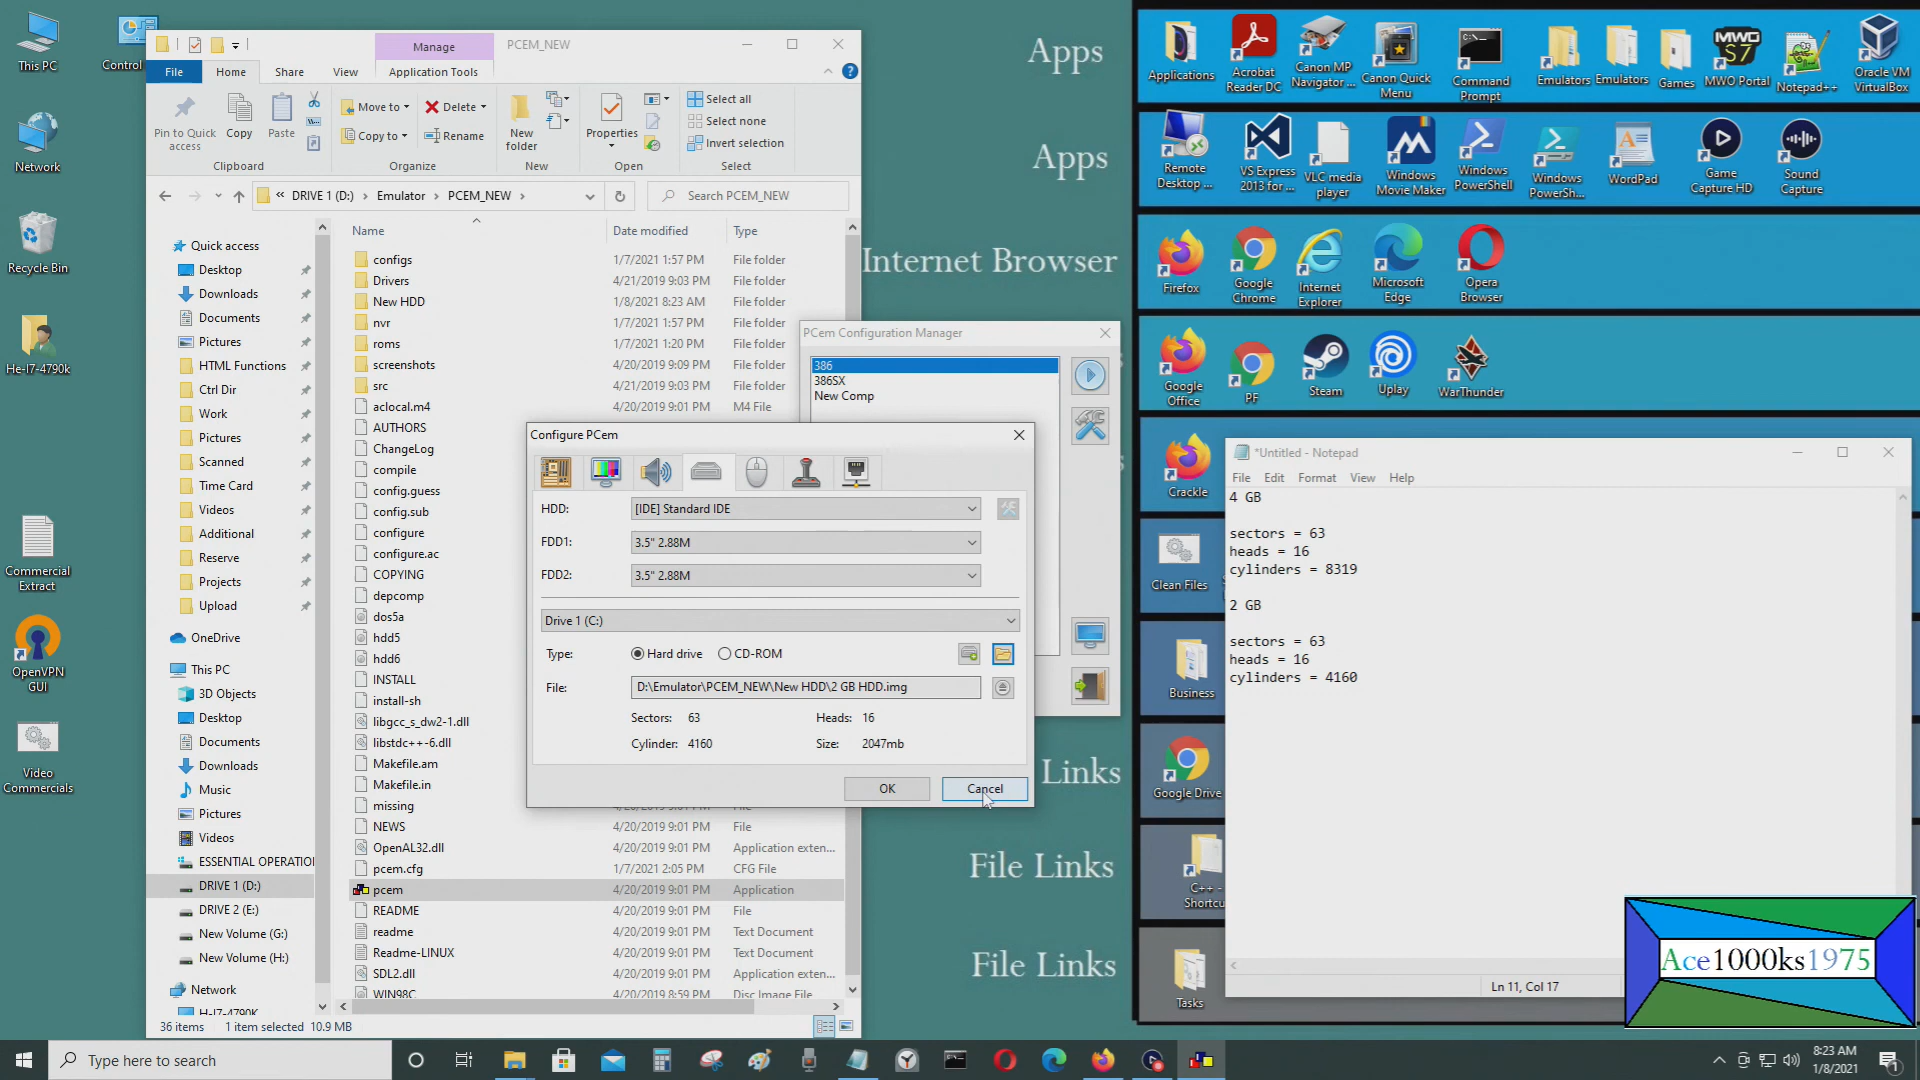 This PC
Control
Network
Recycle Bin
He-I7-4790k
Commercial
Extract
OpenVPN
GUI
Video
Commercials
Manage
PCEM_NEW
File
Home
Share
View
Application Tools
Pin to Quick
access
Copy
Paste
Clipboard
Move to
Copy to
Delete
Rename
Organize
New
folder
New
Properties
Open
Select all
Select none
Invert selection
Select
« DRIVE 1 (D:) › Emulator › PCEM_NEW ›
Search PCEM_NEW
Quick access
Desktop
Downloads
Documents
Pictures
HTML Functions
Ctrl Dir
Work
Pictures
Scanned
Time Card
Videos
Additional
Reserve
Projects
Upload
OneDrive
This PC
3D Objects
Desktop
Documents
Downloads
Music
Pictures
Videos
ESSENTIAL OPERATIO
DRIVE 1 (D:)
DRIVE 2 (E:)
New Volume (G:)
New Volume (H:)
Network
H-I7-4790K
Name Date modified Type
configs 1/7/2021 1:57 PM File folder
Drivers 4/21/2019 9:03 PM File folder
New HDD 1/8/2021 8:23 AM File folder
nvr 1/7/2021 1:57 PM File folder
roms 1/7/2021 1:20 PM File folder
screenshots 4/20/2019 9:09 PM File folder
src 4/21/2019 9:03 PM File folder
aclocal.m4 4/20/2019 9:01 PM M4 File
AUTHORS
ChangeLog
compile
config.guess
config.sub
configure
configure.ac
COPYING
depcomp
dos5a
hdd5
hdd6
INSTALL
install-sh
libgcc_s_dw2-1.dll
libstdc++-6.dll
Makefile.am
Makefile.in
missing 4/20/2019 9:01 PM File
NEWS 4/20/2019 9:01 PM File
OpenAL32.dll 4/20/2019 9:01 PM Application exten...
pcem.cfg 1/7/2021 2:05 PM CFG File
pcem 4/20/2019 9:01 PM Application
README 4/20/2019 9:01 PM File
readme 4/20/2019 9:01 PM Text Document
Readme-LINUX 4/20/2019 9:01 PM Text Document
SDL2.dll 4/20/2019 9:01 PM Application exten...
WIN98C 4/20/2019 8:59 PM Disc Image File
36 items 1 item selected 10.9 MB
PCem Configuration Manager
386
386SX
New Comp
Configure PCem
HDD: [IDE] Standard IDE
FDD1: 3.5" 2.88M
FDD2: 3.5" 2.88M
Drive 1 (C:)
Type: Hard drive CD-ROM
File: D:\Emulator\PCEM_NEW\New HDD\2 GB HDD.img
Sectors: 63 Heads: 16
Cylinder: 4160 Size: 2047mb
OK Cancel
Apps
Apps
Internet Browser
Links
File Links
File Links
Applications
Acrobat
Reader DC
Canon MP
Navigator ...
Canon Quick
Menu
Command
Prompt
Emulators
Emulators
Games
MWO Portal
Notepad++
Oracle VM
VirtualBox
Remote
Desktop ...
VS Express
2013 for ...
VLC media
player
Windows
Movie Maker
Windows
PowerShell
Windows
PowerSh...
WordPad
Game
Capture HD
Sound
Capture
Firefox
Google
Chrome
Internet
Explorer
Microsoft
Edge
Opera
Browser
Google
Office
PF
Steam
Uplay
WarThunder
Crackle
Clean Files
Business
Google Drive
C++ -
Shortcu
Tasks
*Untitled - Notepad
File Edit Format View Help
4 GB
sectors = 63
heads = 16
cylinders = 8319
2 GB
sectors = 63
heads = 16
cylinders = 4160
Ln 11, Col 17
Ace1000ks1975
Type here to search
8:23 AM
1/8/2021
1